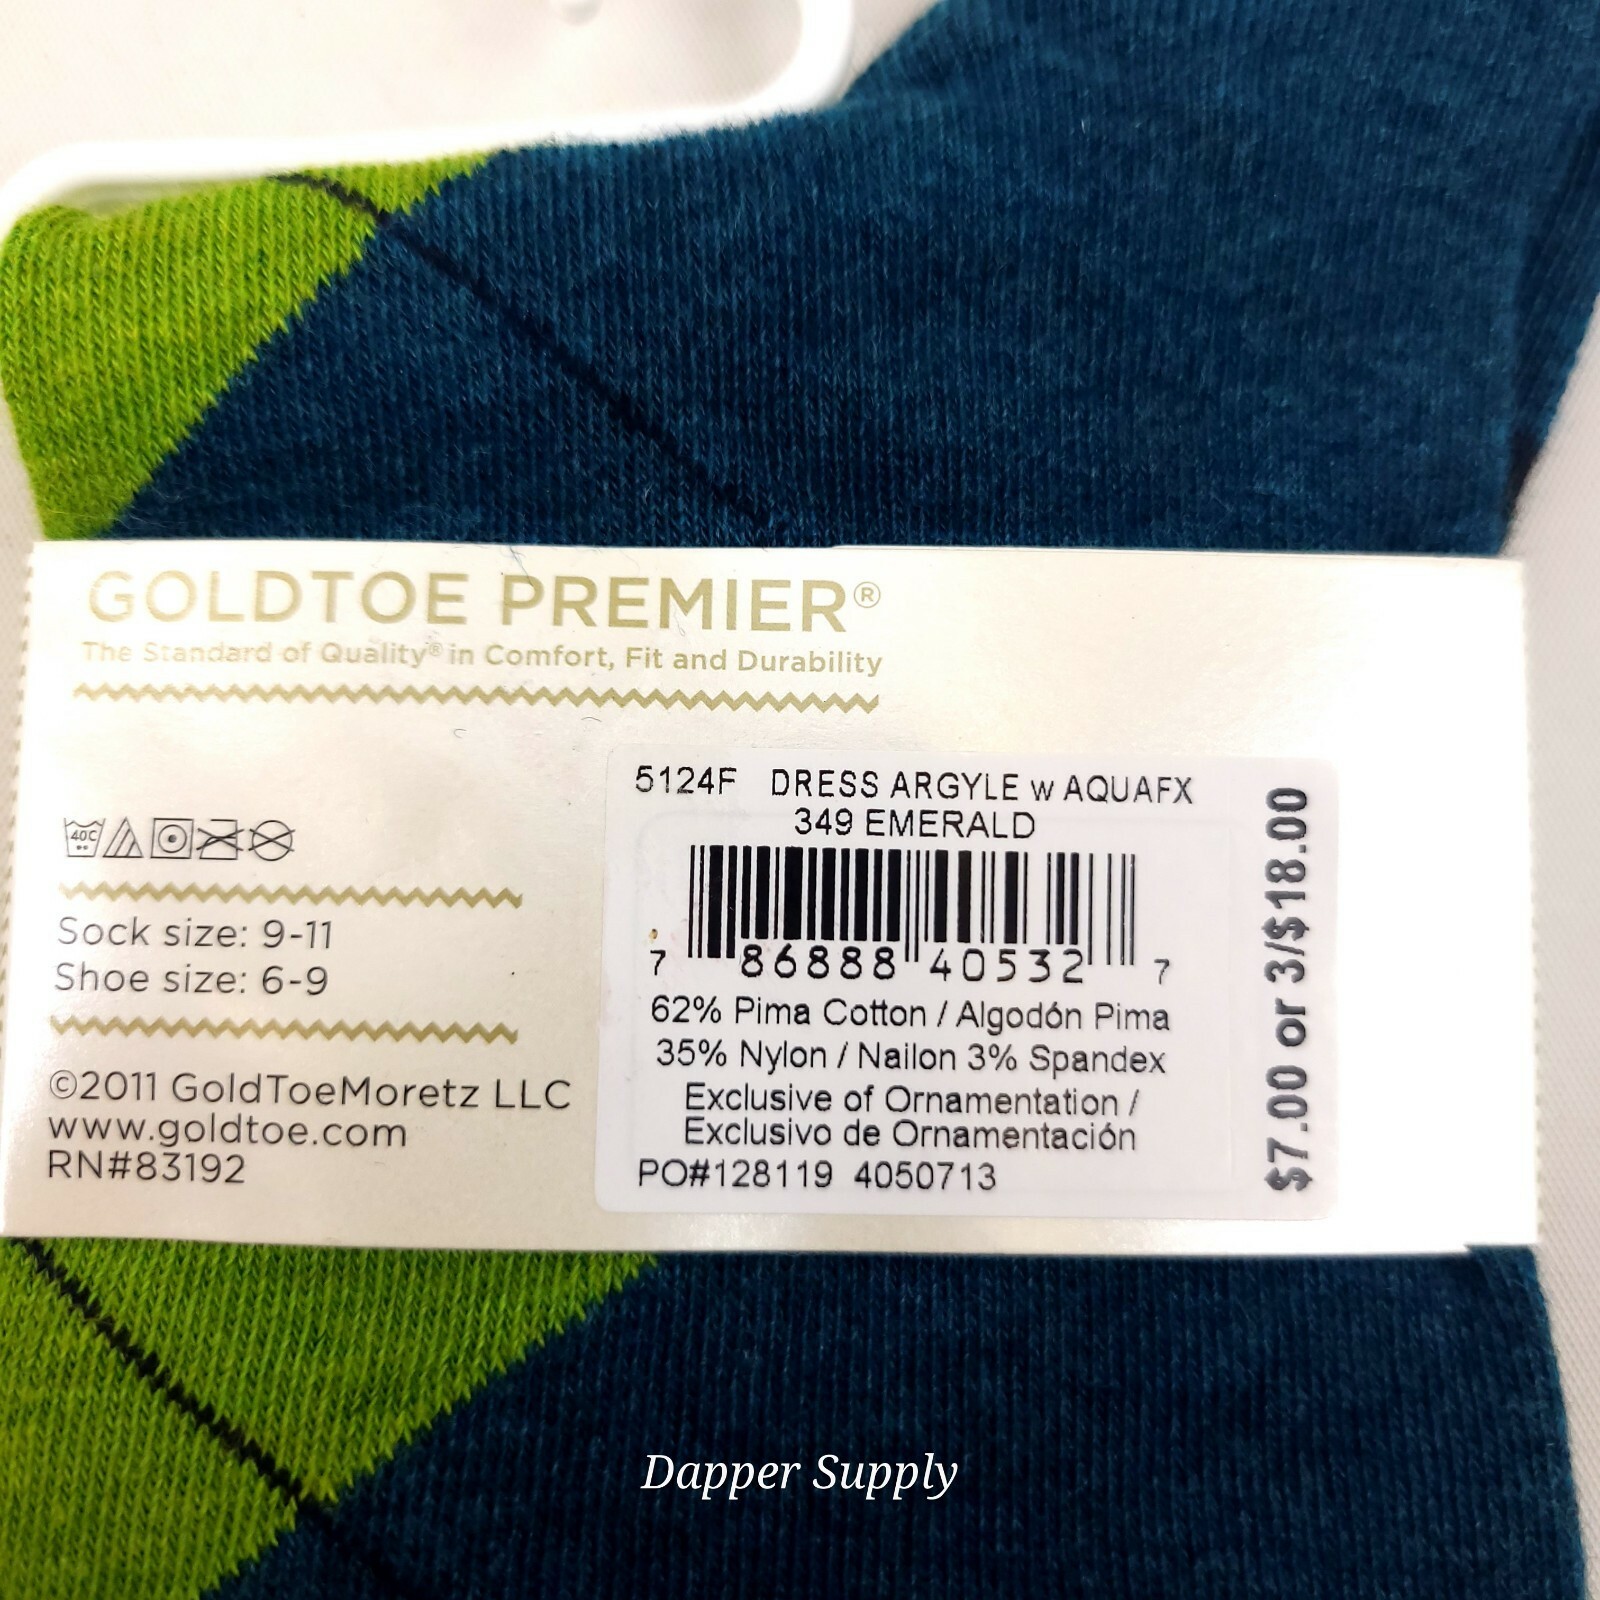 GOLDTOE PREMIER®
The Standard of Quality® in Comfort, Fit and Durability
40C
Sock size: 9-11
Shoe size: 6-9
©2011 GoldToeMoretz LLC
www.goldtoe.com
RN#83192
5124F DRESS ARGYLE w AQUAFX
349 EMERALD
7 86888 40532 7
62% Pima Cotton / Algodón Pima
35% Nylon / Nailon 3% Spandex
Exclusive of Ornamentation /
Exclusivo de Ornamentación
PO#128119 4050713
$7.00 or 3/$18.00
Dapper Supply